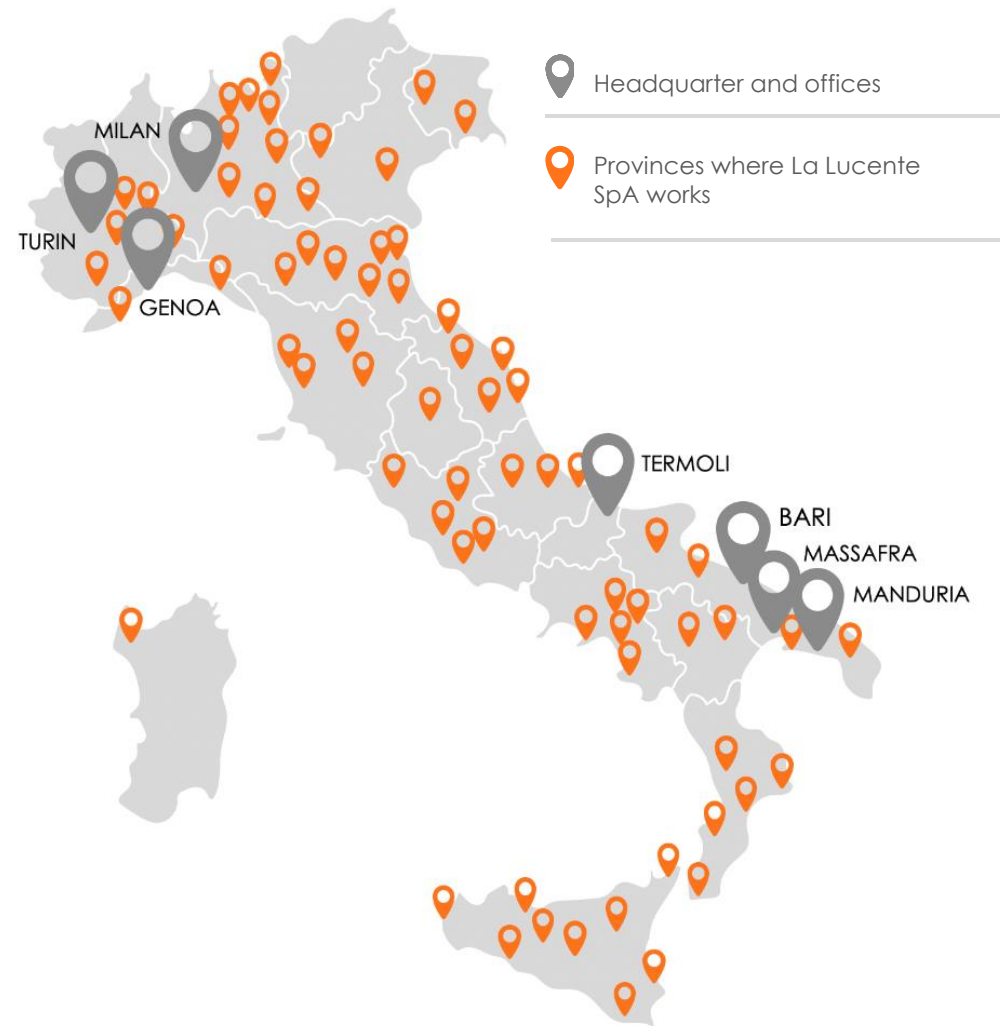 Headquarter and offices
Provinces where La Lucente
SpA works
MILAN
TURIN
GENOA
TERMOLI
BARI
MASSAFRA
MANDURIA